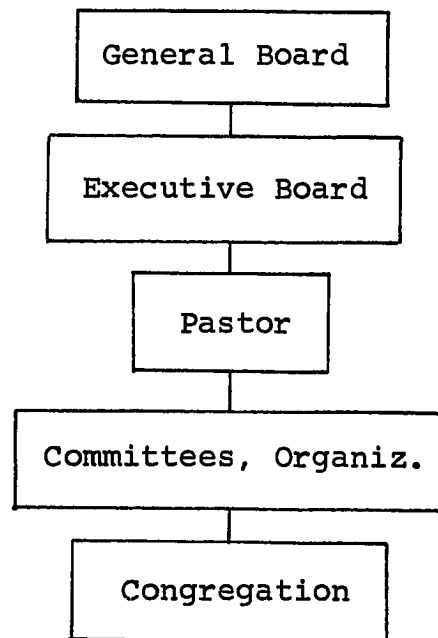 General Board
Executive Board
Pastor
Committees, Organiz.
Congregation